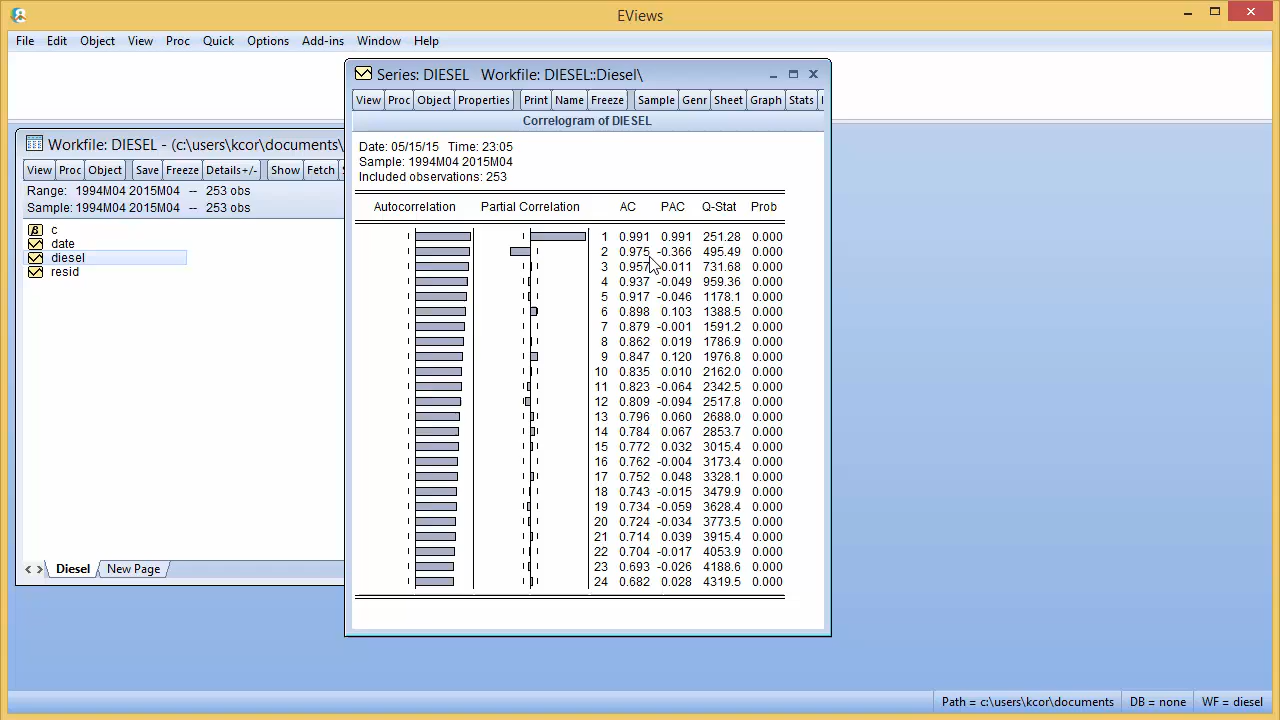 EViews
File Edit Object View Proc Quick Options Add-ins Window Help
Workfile: DIESEL - (c:\users\kcor\documents\
View Proc Object Save Freeze Details+/- Show Fetch
Range: 1994M04 2015M04 -- 253 obs
Sample: 1994M04 2015M04 -- 253 obs
c
date
diesel
resid
Diesel New Page
Series: DIESEL Workfile: DIESEL::Diesel\
View Proc Object Properties Print Name Freeze Sample Genr Sheet Graph Stats
Correlogram of DIESEL
Date: 05/15/15 Time: 23:05
Sample: 1994M04 2015M04
Included observations: 253
Autocorrelation Partial Correlation AC PAC Q-Stat Prob
1 0.991 0.991 251.28 0.000
2 0.975 -0.366 495.49 0.000
3 0.957 -0.011 731.68 0.000
4 0.937 -0.049 959.36 0.000
5 0.917 -0.046 1178.1 0.000
6 0.898 0.103 1388.5 0.000
7 0.879 -0.001 1591.2 0.000
8 0.862 0.019 1786.9 0.000
9 0.847 0.120 1976.8 0.000
10 0.835 0.010 2162.0 0.000
11 0.823 -0.064 2342.5 0.000
12 0.809 -0.094 2517.8 0.000
13 0.796 0.060 2688.0 0.000
14 0.784 0.067 2853.7 0.000
15 0.772 0.032 3015.4 0.000
16 0.762 -0.004 3173.4 0.000
17 0.752 0.048 3328.1 0.000
18 0.743 -0.015 3479.9 0.000
19 0.734 -0.059 3628.4 0.000
20 0.724 -0.034 3773.5 0.000
21 0.714 0.039 3915.4 0.000
22 0.704 -0.017 4053.9 0.000
23 0.693 -0.026 4188.6 0.000
24 0.682 0.028 4319.5 0.000
Path = c:\users\kcor\documents DB = none WF = diesel